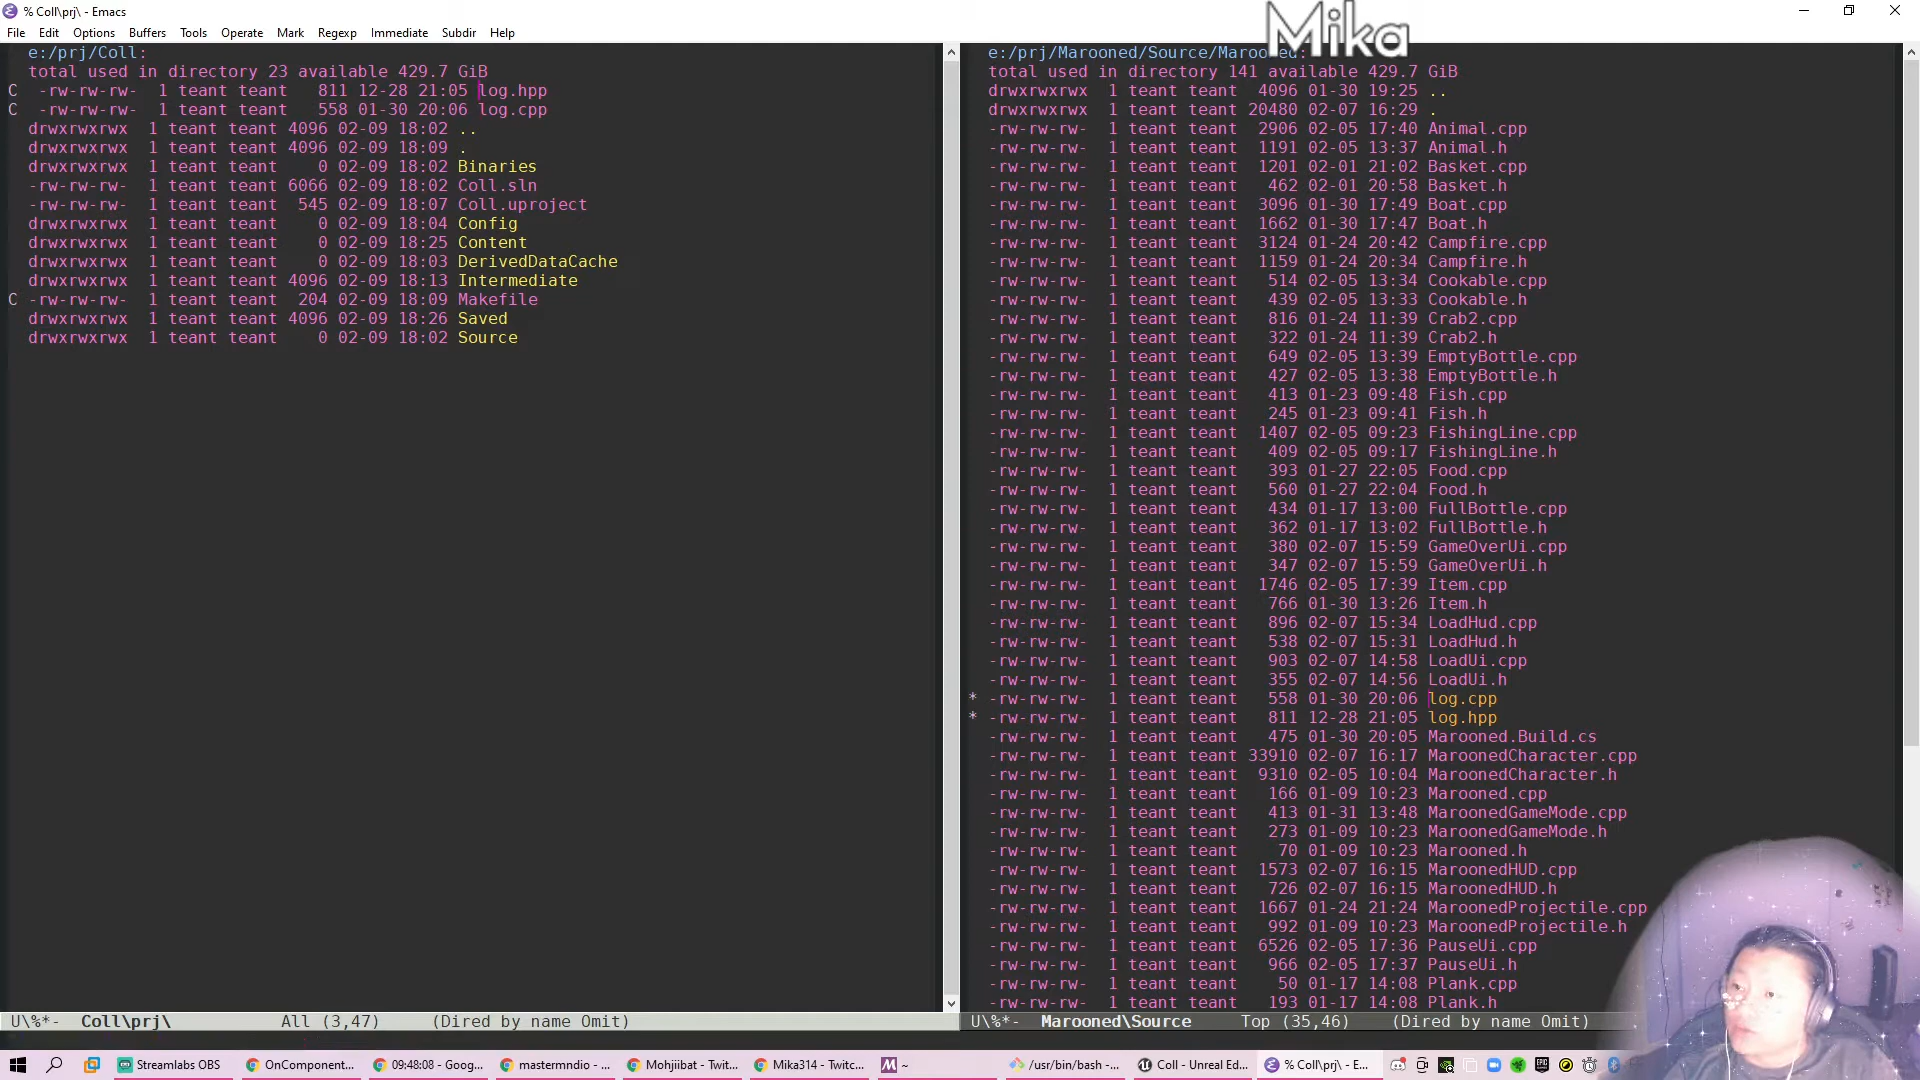 % Coll\prj\ - Emacs
Mika
File Edit Options Buffers Tools Operate Mark Regexp Immediate Subdir Help
e:/prj/Coll:
total used in directory 23 available 429.7 GiB
C -rw-rw-rw- 1 teant teant 811 12-28 21:05 log.hpp
C -rw-rw-rw- 1 teant teant 558 01-30 20:06 log.cpp
drwxrwxrwx 1 teant teant 4096 02-09 18:02 ..
drwxrwxrwx 1 teant teant 4096 02-09 18:09 .
drwxrwxrwx 1 teant teant 0 02-09 18:02 Binaries
-rw-rw-rw- 1 teant teant 6066 02-09 18:02 Coll.sln
-rw-rw-rw- 1 teant teant 545 02-09 18:07 Coll.uproject
drwxrwxrwx 1 teant teant 0 02-09 18:04 Config
drwxrwxrwx 1 teant teant 0 02-09 18:25 Content
drwxrwxrwx 1 teant teant 0 02-09 18:03 DerivedDataCache
drwxrwxrwx 1 teant teant 4096 02-09 18:13 Intermediate
C -rw-rw-rw- 1 teant teant 204 02-09 18:09 Makefile
drwxrwxrwx 1 teant teant 4096 02-09 18:26 Saved
drwxrwxrwx 1 teant teant 0 02-09 18:02 Source
U\%*- Coll\prj\ All (3,47) (Dired by name Omit)
e:/prj/Marooned/Source/Marooned:
total used in directory 141 available 429.7 GiB
drwxrwxrwx 1 teant teant 4096 01-30 19:25 ..
drwxrwxrwx 1 teant teant 20480 02-07 16:29 .
-rw-rw-rw- 1 teant teant 2906 02-05 17:40 Animal.cpp
-rw-rw-rw- 1 teant teant 1191 02-05 13:37 Animal.h
-rw-rw-rw- 1 teant teant 1201 02-01 21:02 Basket.cpp
-rw-rw-rw- 1 teant teant 462 02-01 20:58 Basket.h
-rw-rw-rw- 1 teant teant 3096 01-30 17:49 Boat.cpp
-rw-rw-rw- 1 teant teant 1662 01-30 17:47 Boat.h
-rw-rw-rw- 1 teant teant 3124 01-24 20:42 Campfire.cpp
-rw-rw-rw- 1 teant teant 1159 01-24 20:34 Campfire.h
-rw-rw-rw- 1 teant teant 514 02-05 13:34 Cookable.cpp
-rw-rw-rw- 1 teant teant 439 02-05 13:33 Cookable.h
-rw-rw-rw- 1 teant teant 816 01-24 11:39 Crab2.cpp
-rw-rw-rw- 1 teant teant 322 01-24 11:39 Crab2.h
-rw-rw-rw- 1 teant teant 649 02-05 13:39 EmptyBottle.cpp
-rw-rw-rw- 1 teant teant 427 02-05 13:38 EmptyBottle.h
-rw-rw-rw- 1 teant teant 413 01-23 09:48 Fish.cpp
-rw-rw-rw- 1 teant teant 245 01-23 09:41 Fish.h
-rw-rw-rw- 1 teant teant 1407 02-05 09:23 FishingLine.cpp
-rw-rw-rw- 1 teant teant 409 02-05 09:17 FishingLine.h
-rw-rw-rw- 1 teant teant 393 01-27 22:05 Food.cpp
-rw-rw-rw- 1 teant teant 560 01-27 22:04 Food.h
-rw-rw-rw- 1 teant teant 434 01-17 13:00 FullBottle.cpp
-rw-rw-rw- 1 teant teant 362 01-17 13:02 FullBottle.h
-rw-rw-rw- 1 teant teant 380 02-07 15:59 GameOverUi.cpp
-rw-rw-rw- 1 teant teant 347 02-07 15:59 GameOverUi.h
-rw-rw-rw- 1 teant teant 1746 02-05 17:39 Item.cpp
-rw-rw-rw- 1 teant teant 766 01-30 13:26 Item.h
-rw-rw-rw- 1 teant teant 896 02-07 15:34 LoadHud.cpp
-rw-rw-rw- 1 teant teant 538 02-07 15:31 LoadHud.h
-rw-rw-rw- 1 teant teant 903 02-07 14:58 LoadUi.cpp
-rw-rw-rw- 1 teant teant 355 02-07 14:56 LoadUi.h
* -rw-rw-rw- 1 teant teant 558 01-30 20:06 log.cpp
* -rw-rw-rw- 1 teant teant 811 12-28 21:05 log.hpp
-rw-rw-rw- 1 teant teant 475 01-30 20:05 Marooned.Build.cs
-rw-rw-rw- 1 teant teant 33910 02-07 16:17 MaroonedCharacter.cpp
-rw-rw-rw- 1 teant teant 9310 02-05 10:04 MaroonedCharacter.h
-rw-rw-rw- 1 teant teant 166 01-09 10:23 Marooned.cpp
-rw-rw-rw- 1 teant teant 413 01-31 13:48 MaroonedGameMode.cpp
-rw-rw-rw- 1 teant teant 273 01-09 10:23 MaroonedGameMode.h
-rw-rw-rw- 1 teant teant 70 01-09 10:23 Marooned.h
-rw-rw-rw- 1 teant teant 1573 02-07 16:15 MaroonedHUD.cpp
-rw-rw-rw- 1 teant teant 726 02-07 16:15 MaroonedHUD.h
-rw-rw-rw- 1 teant teant 1667 01-24 21:24 MaroonedProjectile.cpp
-rw-rw-rw- 1 teant teant 992 01-09 10:23 MaroonedProjectile.h
-rw-rw-rw- 1 teant teant 6526 02-05 17:36 PauseUi.cpp
-rw-rw-rw- 1 teant teant 966 02-05 17:37 PauseUi.h
-rw-rw-rw- 1 teant teant 50 01-17 14:08 Plank.cpp
-rw-rw-rw- 1 teant teant 193 01-17 14:08 Plank.h
U\%*- Marooned\Source Top (35,46) (Dired by name Omit)
Streamlabs OBS OnComponent... 09:48:08 - Goog... mastermndio - ... Mohjiibat - Twit... Mika314 - Twitc... ~ /usr/bin/bash -... Coll - Unreal Ed... % Coll\prj\ - E...